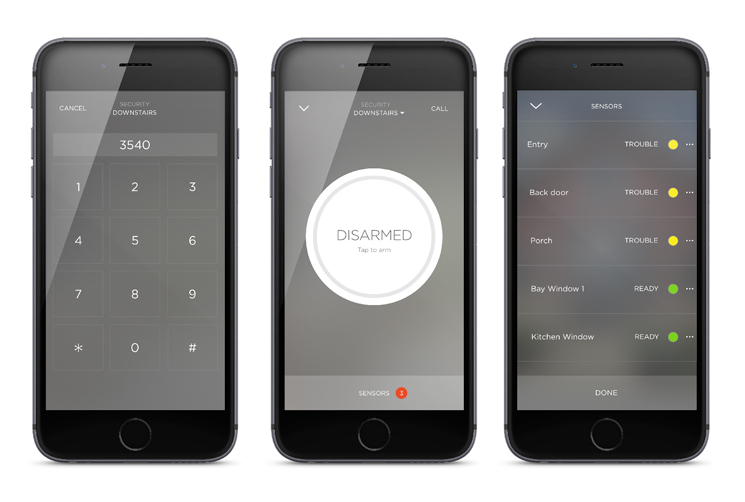 CANCEL
SECURITY
DOWNSTAIRS
3540
1 2 3
4 5 6
7 8 9
* 0 #
SECURITY
DOWNSTAIRS
CALL
DISARMED
Tap to arm
SENSORS 3
SENSORS
Entry TROUBLE
Back door TROUBLE
Porch TROUBLE
Bay Window 1 READY
Kitchen Window READY
DONE